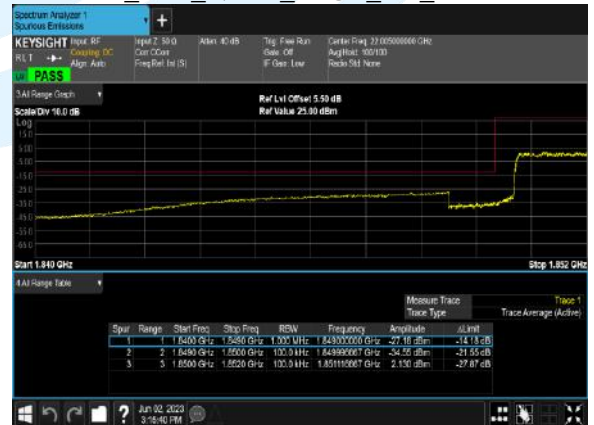 Spectrum Analyzer 1
Spurious Emissions
+
KEYSIGHT Input: RF Input Z: 50 Ω Atten: 40 dB Trig: Free Run Center Freq: 22.005000000 GHz
RLT Coupling: DC Corr CCorr Gate: Off Avg|Hold: 100/100
Align: Auto Freq Ref: Int (S) IF Gain: Low Radio Std: None
PASS
3 All Range Graph
Ref Lvl Offset 5.50 dB
Scale/Div 10.0 dB Ref Value 25.00 dBm
Log
15.0
5.00
-5.00
-15.0
-25.0
-35.0
-45.0
-55.0
-65.0
Start 1.840 GHz Stop 1.852 GHz
4 All Range Table
Measure Trace Trace 1
Trace Type Trace Average (Active)
Spur Range Start Freq Stop Freq RBW Frequency Amplitude ΔLimit
1 1 1.8400 GHz 1.8490 GHz 1.000 MHz 1.849000000 GHz -27.18 dBm -14.18 dB
2 2 1.8490 GHz 1.8500 GHz 100.0 kHz 1.849996667 GHz -34.55 dBm -21.55 dB
3 3 1.8500 GHz 1.8520 GHz 100.0 kHz 1.851116667 GHz 2.130 dBm -27.87 dB
? Jun 02, 2023
3:15:40 PM